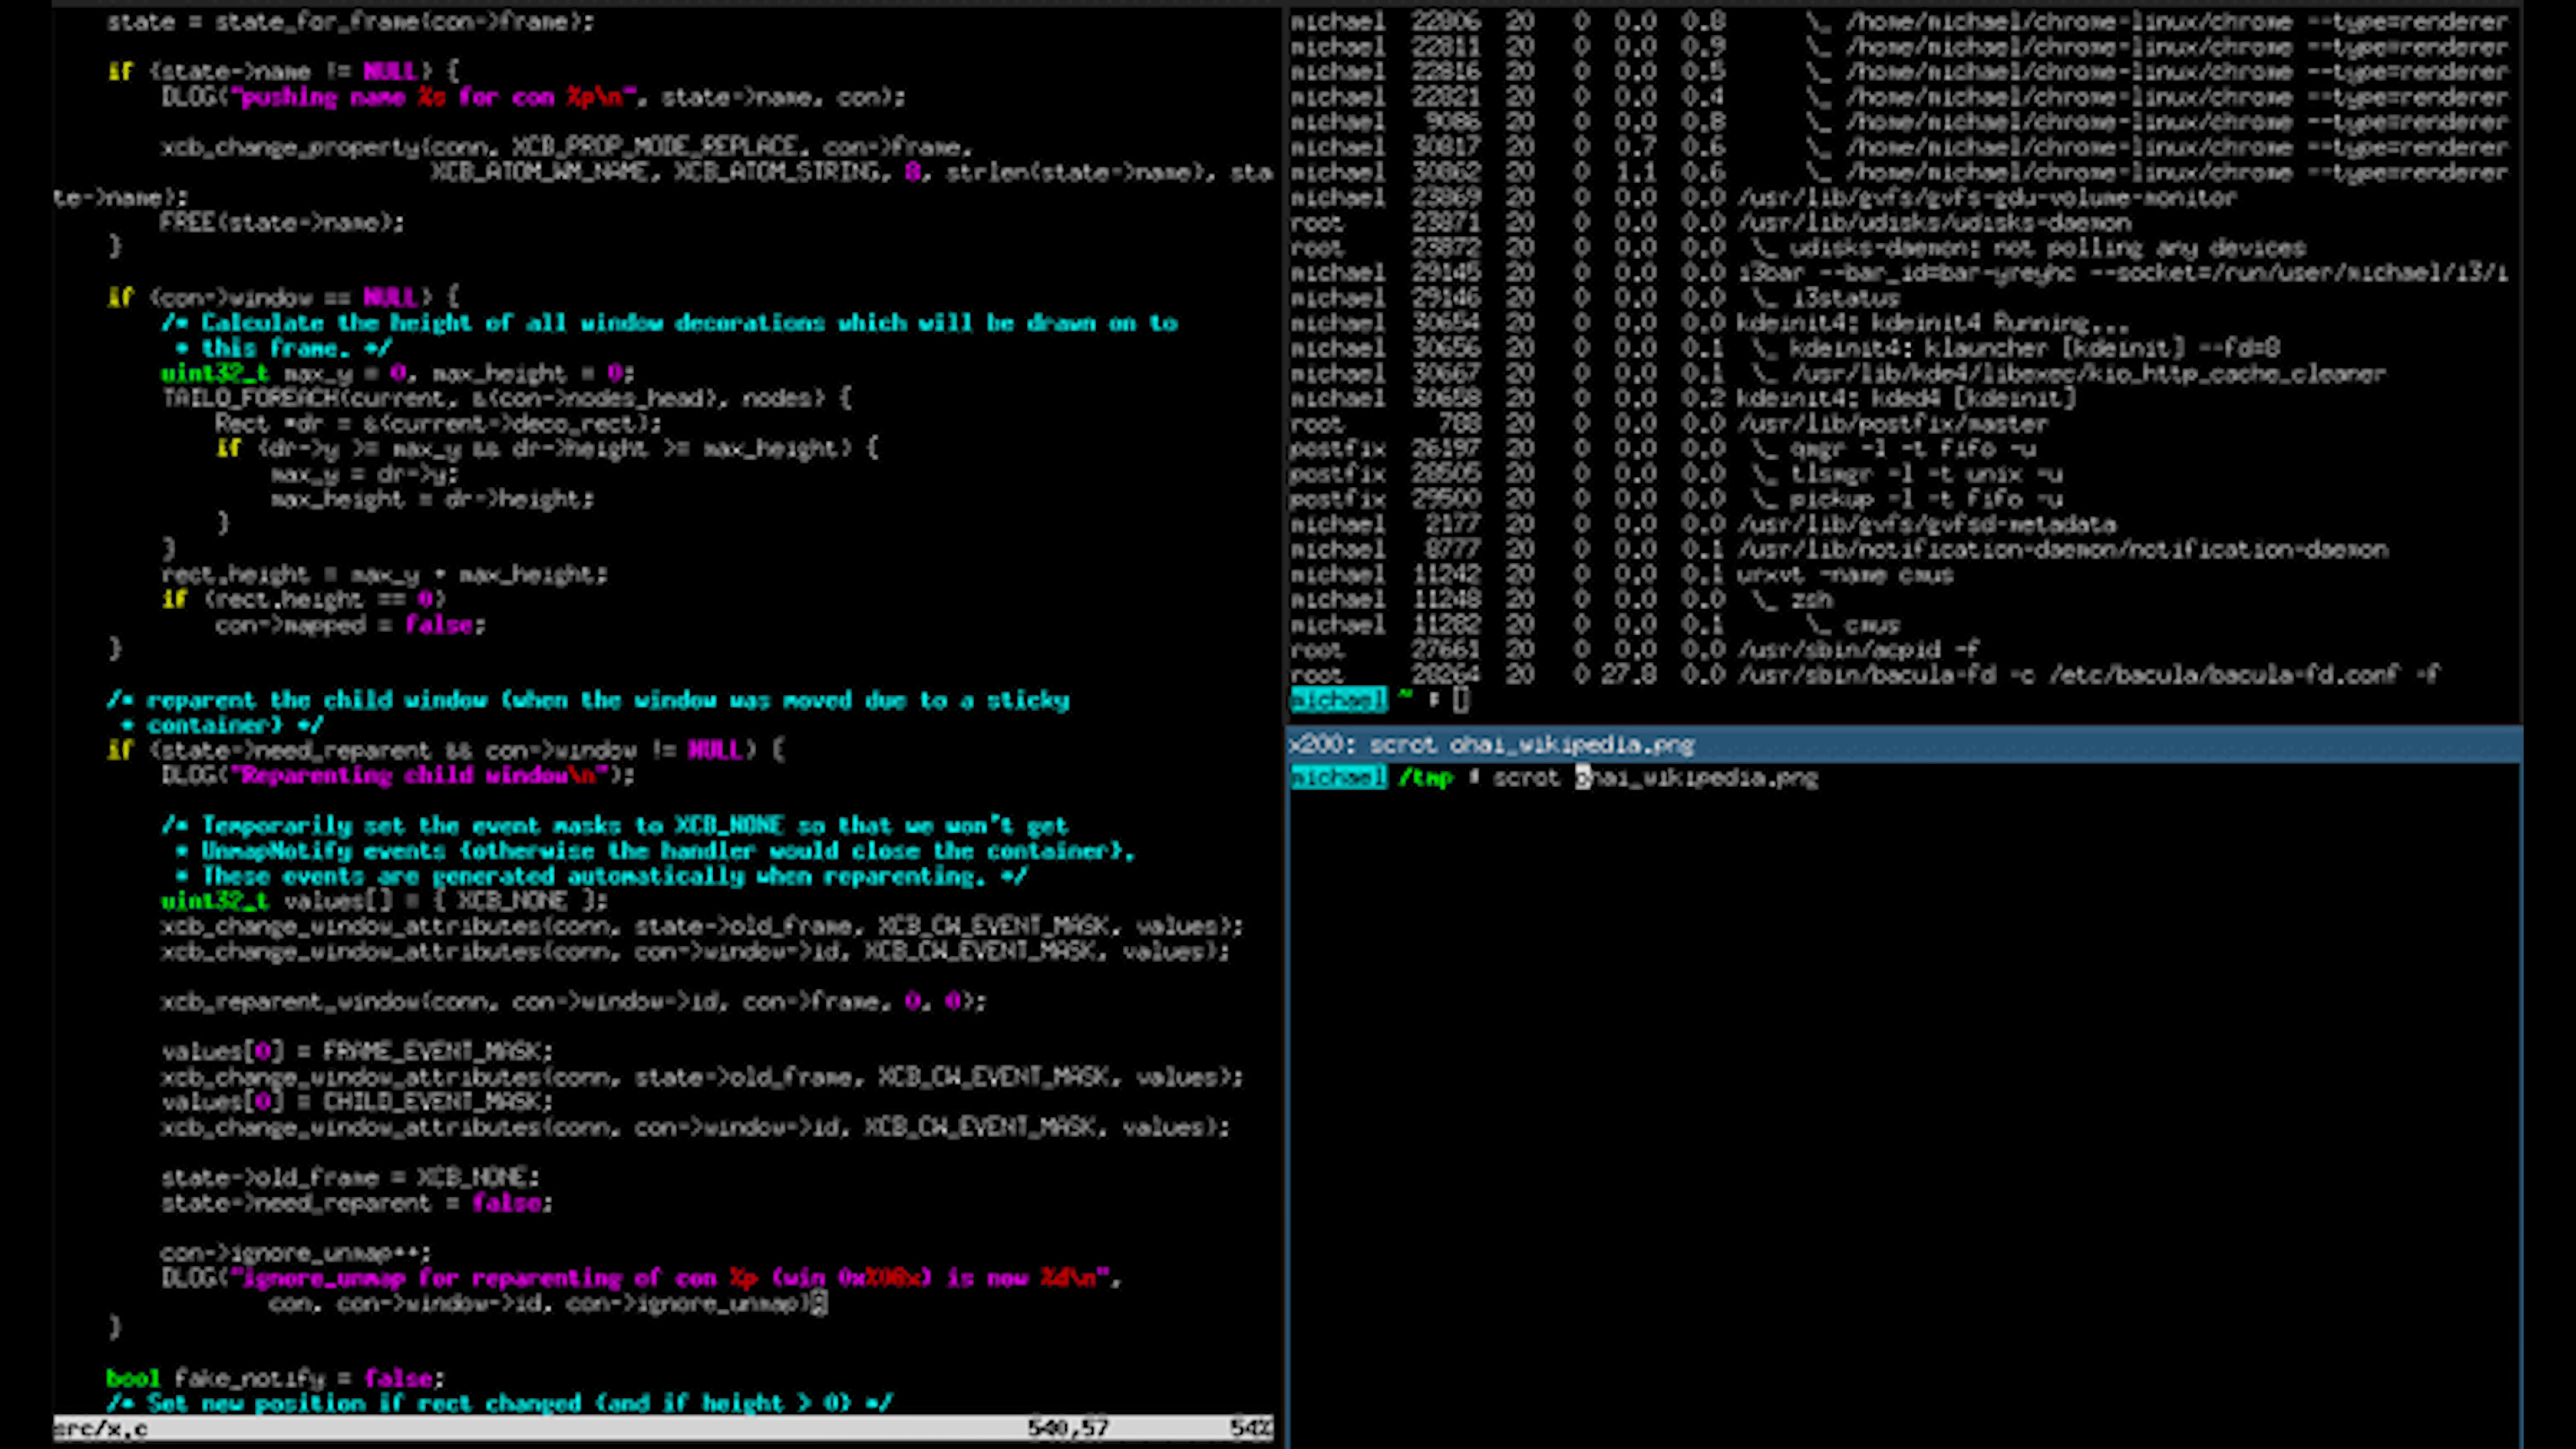 state = state_for_frame(con->frame);
if (state->name != NULL) {
DLOG("pushing name %s for con %p\n", state->name, con);
xcb_change_property(conn, XCB_PROP_MODE_REPLACE, con->frame,
XCB_ATOM_WM_NAME, XCB_ATOM_STRING, 8, strlen(state->name), sta
te->name);
FREE(state->name);
}
if (con->window == NULL) {
/* Calculate the height of all window decorations which will be drawn on to
* this frame. */
uint32_t max_y = 0, max_height = 0;
TAILQ_FOREACH(current, &(con->nodes_head), nodes) {
Rect *dr = &(current->deco_rect);
if (dr->y >= max_y && dr->height >= max_height) {
max_y = dr->y;
max_height = dr->height;
}
}
rect.height = max_y + max_height;
if (rect.height == 0)
con->mapped = false;
}
/* reparent the child window (when the window was moved due to a sticky
* container) */
if (state->need_reparent && con->window != NULL) {
DLOG("Reparenting child window\n");
/* Temporarily set the event masks to XCB_NONE so that we won't get
* UnmapNotify events (otherwise the handler would close the container).
* These events are generated automatically when reparenting. */
uint32_t values[] = { XCB_NONE };
xcb_change_window_attributes(conn, state->old_frame, XCB_CW_EVENT_MASK, values);
xcb_change_window_attributes(conn, con->window->id, XCB_CW_EVENT_MASK, values);
xcb_reparent_window(conn, con->window->id, con->frame, 0, 0);
values[0] = FRAME_EVENT_MASK;
xcb_change_window_attributes(conn, state->old_frame, XCB_CW_EVENT_MASK, values);
values[0] = CHILD_EVENT_MASK;
xcb_change_window_attributes(conn, con->window->id, XCB_CW_EVENT_MASK, values);
state->old_frame = XCB_NONE;
state->need_reparent = false;
con->ignore_unmap++;
DLOG("ignore_unmap for reparenting of con %p (win 0x%08x) is now %d\n",
con, con->window->id, con->ignore_unmap);
}
bool fake_notify = false;
/* Set new position if rect changed (and if height > 0) */
src/x.c 540,57 54%
michael 22806 20 0 0.0 0.8 \_ /home/michael/chrome-linux/chrome --type=renderer
michael 22811 20 0 0.0 0.9 \_ /home/michael/chrome-linux/chrome --type=renderer
michael 22816 20 0 0.0 0.5 \_ /home/michael/chrome-linux/chrome --type=renderer
michael 22821 20 0 0.0 0.4 \_ /home/michael/chrome-linux/chrome --type=renderer
michael 9086 20 0 0.0 0.8 \_ /home/michael/chrome-linux/chrome --type=renderer
michael 30817 20 0 0.7 0.6 \_ /home/michael/chrome-linux/chrome --type=renderer
michael 30862 20 0 1.1 0.6 \_ /home/michael/chrome-linux/chrome --type=renderer
michael 23869 20 0 0.0 0.0 /usr/lib/gvfs/gvfs-gdu-volume-monitor
root 23871 20 0 0.0 0.0 /usr/lib/udisks/udisks-daemon
root 23872 20 0 0.0 0.0 \_ udisks-daemon: not polling any devices
michael 29145 20 0 0.0 0.0 i3bar --bar_id=bar-yreyhc --socket=/run/user/michael/i3/i
michael 29146 20 0 0.0 0.0 \_ i3status
michael 30654 20 0 0.0 0.0 kdeinit4: kdeinit4 Running...
michael 30656 20 0 0.0 0.1 \_ kdeinit4: klauncher [kdeinit] --fd=8
michael 30667 20 0 0.0 0.1 \_ /usr/lib/kde4/libexec/kio_http_cache_cleaner
michael 30658 20 0 0.0 0.2 kdeinit4: kded4 [kdeinit]
root 788 20 0 0.0 0.0 /usr/lib/postfix/master
postfix 26197 20 0 0.0 0.0 \_ qmgr -l -t fifo -u
postfix 28505 20 0 0.0 0.0 \_ tlsmgr -l -t unix -u
postfix 29500 20 0 0.0 0.0 \_ pickup -l -t fifo -u
michael 2177 20 0 0.0 0.0 /usr/lib/gvfs/gvfsd-metadata
michael 8777 20 0 0.0 0.1 /usr/lib/notification-daemon/notification-daemon
michael 11242 20 0 0.0 0.1 urxvt -name cmus
michael 11248 20 0 0.0 0.0 \_ zsh
michael 11282 20 0 0.0 0.1 \_ cmus
root 27661 20 0 0.0 0.0 /usr/sbin/acpid -f
root 28264 20 0 27.8 0.0 /usr/sbin/bacula-fd -c /etc/bacula/bacula-fd.conf -f
michael ~ $
x200: scrot ohai_wikipedia.png
michael /tmp $ scrot ohai_wikipedia.png